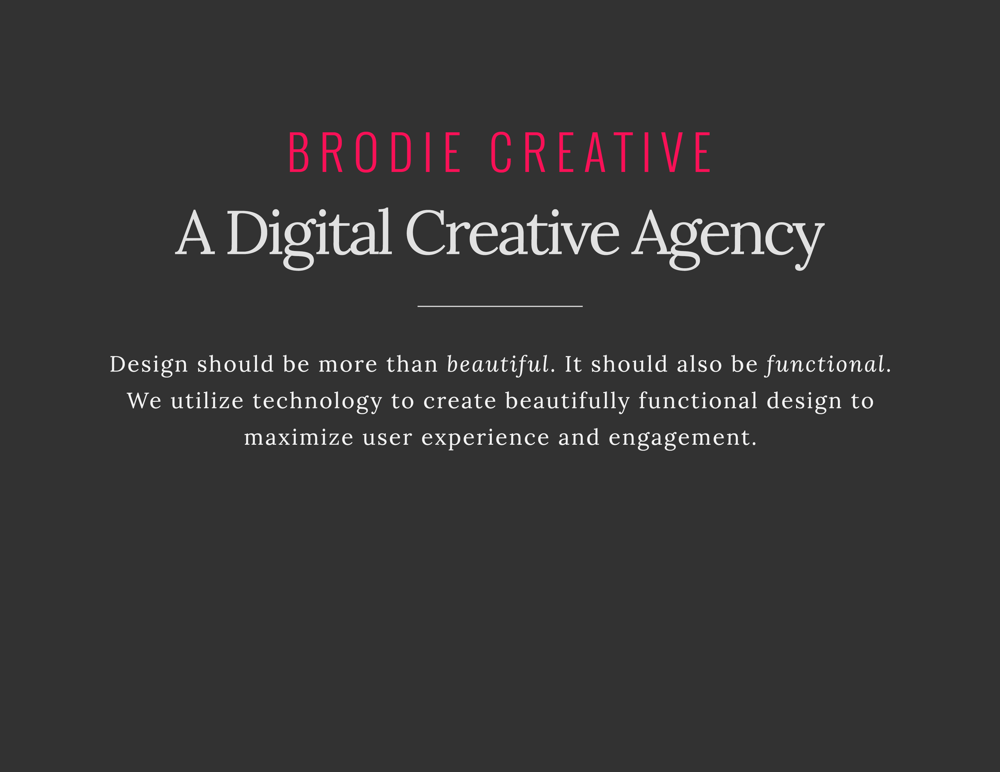 BRODIE CREATIVE
A Digital Creative Agency
Design should be more than beautiful. It should also be functional.
We utilize technology to create beautifully functional design to
maximize user experience and engagement.